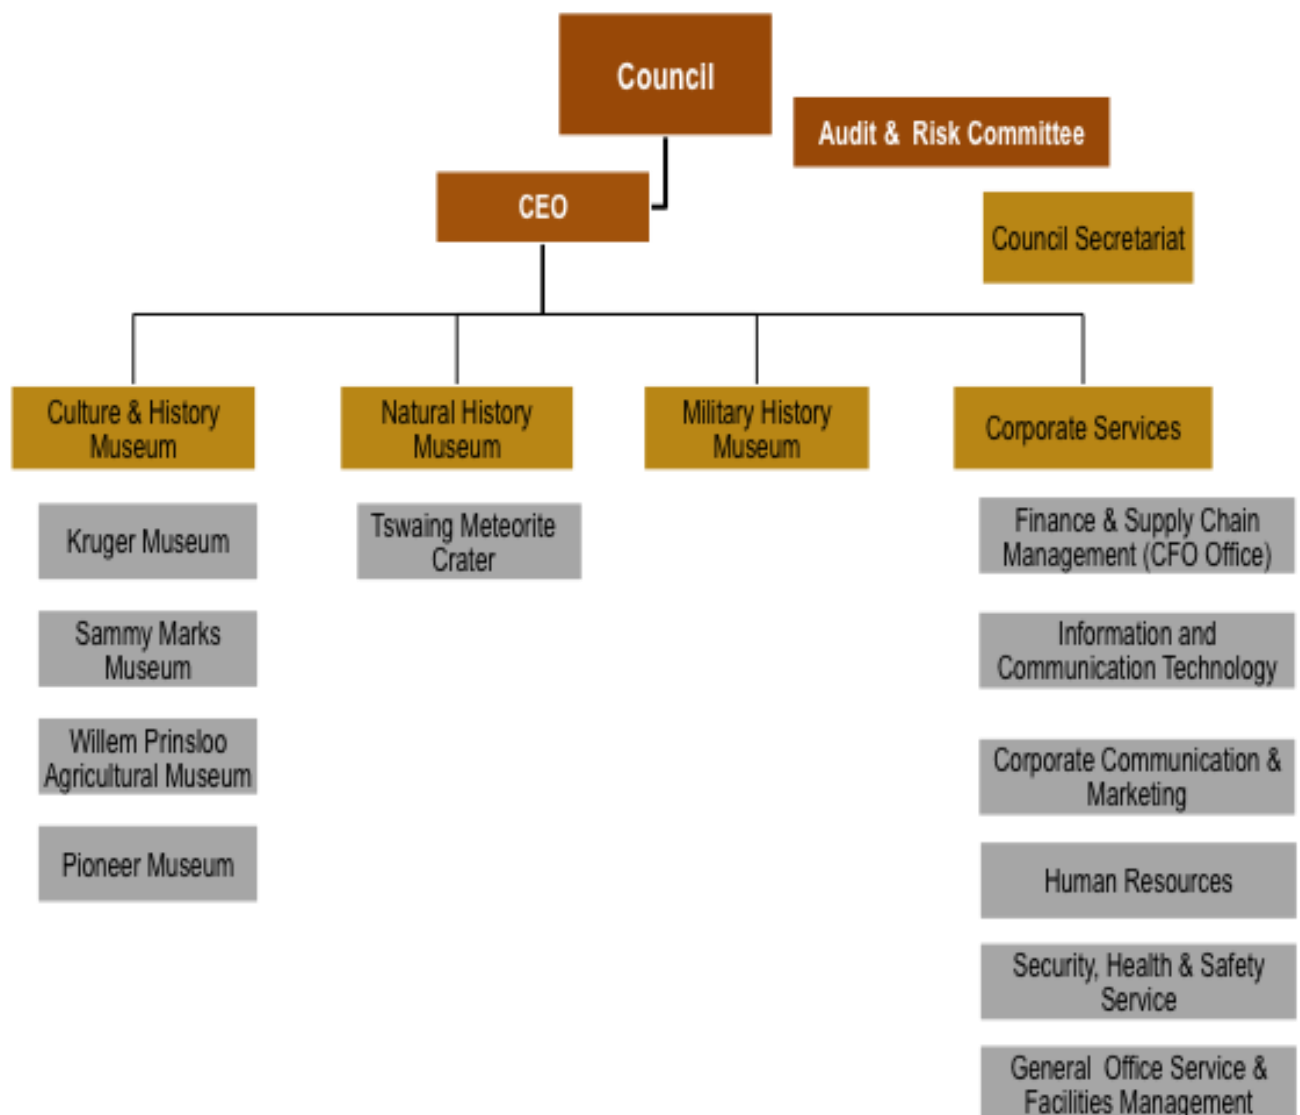 Council
Audit & Risk Committee
CEO
Council Secretariat
Culture & History
Museum
Natural History
Museum
Military History
Museum
Corporate Services
Kruger Museum
Sammy Marks
Museum
Willem Prinsloo
Agricultural Museum
Pioneer Museum
Tswaing Meteorite
Crater
Finance & Supply Chain
Management (CFO Office)
Information and
Communication Technology
Corporate Communication &
Marketing
Human Resources
Security, Health & Safety
Service
General Office Service &
Facilities Management